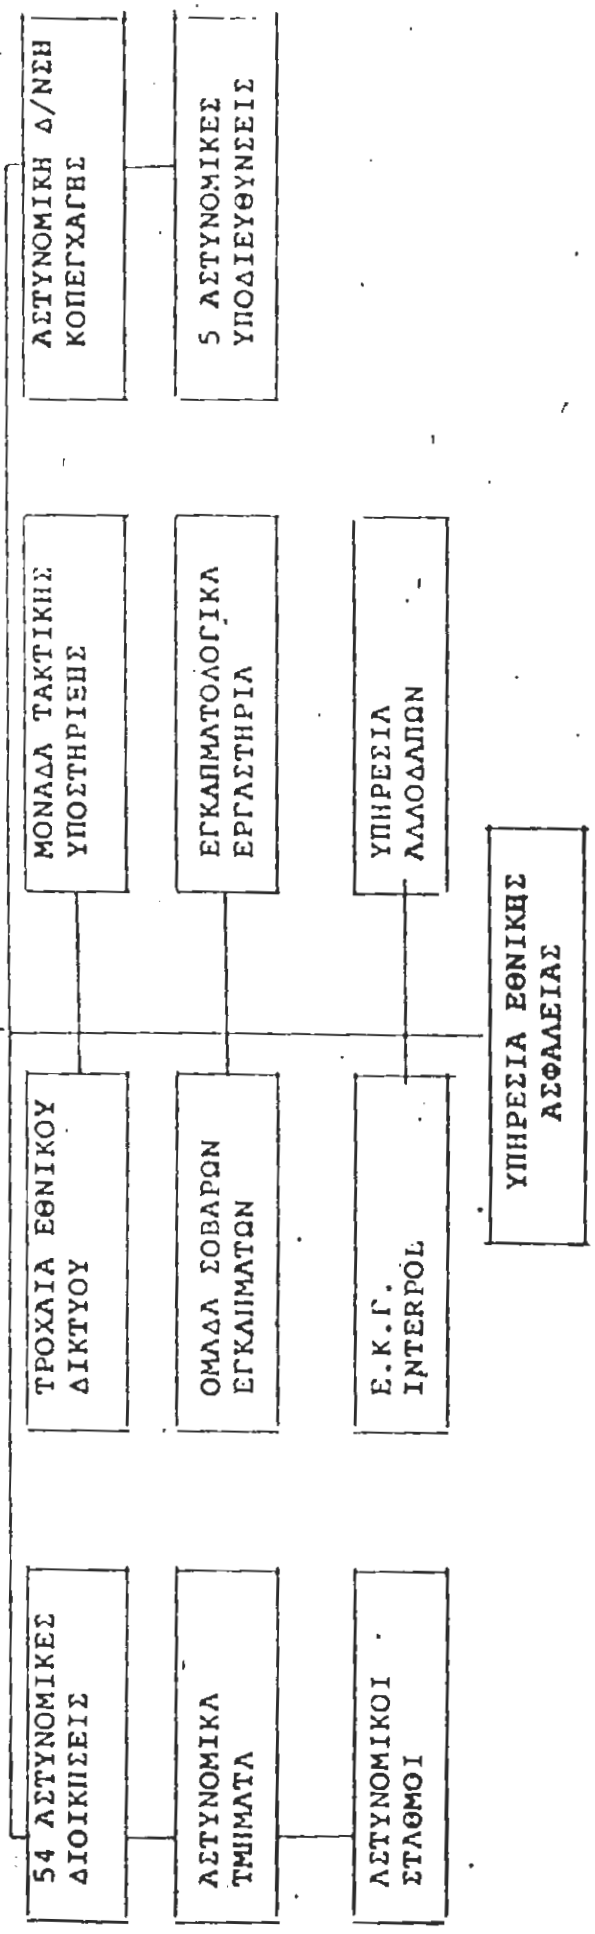 54 ΑΣΤΥΝΟΜΙΚΕΣ
ΔΙΟΙΚΗΣΕΙΣ
ΤΡΟΧΑΙΑ ΕΘΝΙΚΟΥ
ΔΙΚΤΥΟΥ
ΜΟΝΑΔΑ ΤΑΚΤΙΚΗΣ
ΥΠΟΣΤΗΡΙΞΗΣ
ΑΣΤΥΝΟΜΙΚΗ Δ/ΝΣΗ
ΚΟΠΕΓΧΑΓΗΣ
ΑΣΤΥΝΟΜΙΚΑ
ΤΜΗΜΑΤΑ
ΟΜΑΔΑ ΣΟΒΑΡΩΝ
ΕΓΚΛΗΜΑΤΩΝ
ΕΓΚΛΗΜΑΤΟΛΟΓΙΚΑ
ΕΡΓΑΣΤΗΡΙΑ
5 ΑΣΤΥΝΟΜΙΚΕΣ
ΥΠΟΔΙΕΥΘΥΝΣΕΙΣ
ΑΣΤΥΝΟΜΙΚΟΙ
ΣΤΑΘΜΟΙ
Ε.Κ.Γ.
INTERPOL
ΥΠΗΡΕΣΙΑ
ΑΛΛΟΔΑΠΩΝ
ΥΠΗΡΕΣΙΑ ΕΘΝΙΚΗΣ
ΑΣΦΑΛΕΙΑΣ